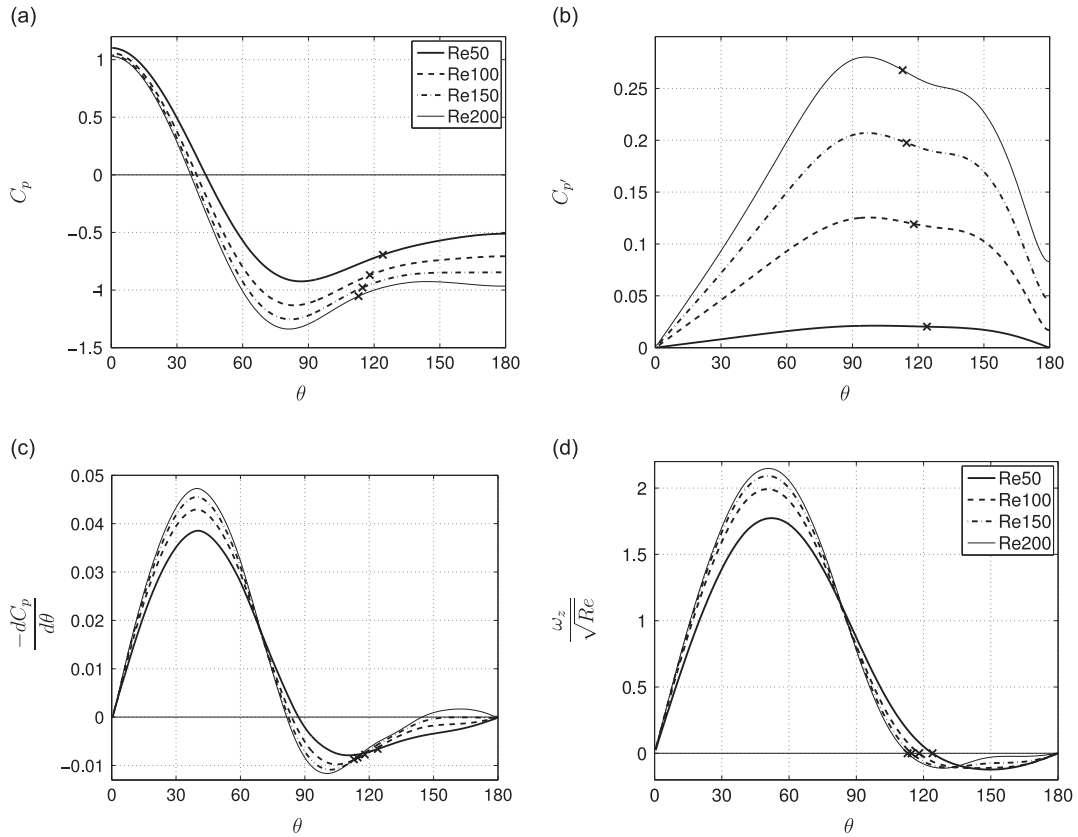 (a)
1
0.5
0
−0.5
−1
−1.5
C_p
0 30 60 90 120 150 180
θ
Re50
Re100
Re150
Re200
(b)
0.25
0.2
0.15
0.1
0.05
0
C_{p'}
0 30 60 90 120 150 180
θ
(c)
0.05
0.04
0.03
0.02
0.01
0
−0.01
−dC_p
dθ
0 30 60 90 120 150 180
θ
(d)
2
1.5
1
0.5
0
ω_z
√Re
0 30 60 90 120 150 180
θ
Re50
Re100
Re150
Re200